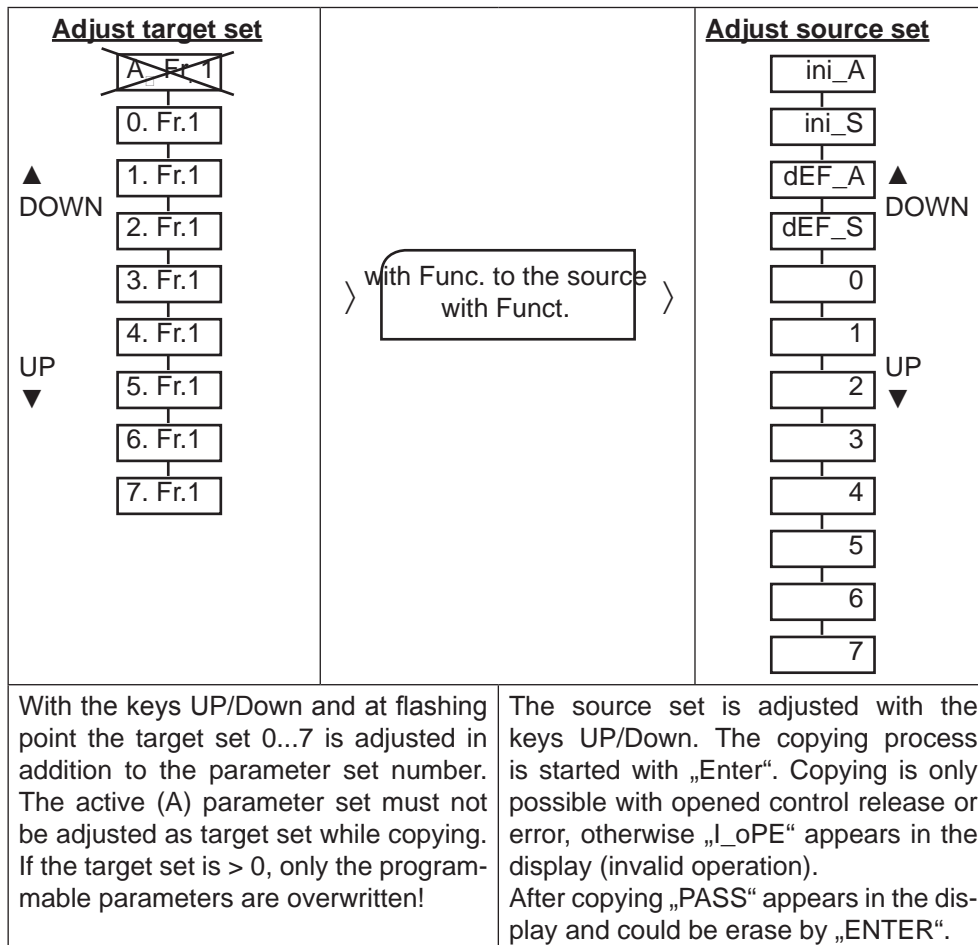 Adjust target set
A. Fr. 1
0. Fr.1
1. Fr.1
2. Fr.1
3. Fr.1
4. Fr.1
5. Fr.1
6. Fr.1
7. Fr.1
▲
DOWN
UP
▼
with Func. to the source
with Funct.
Adjust source set
ini_A
ini_S
dEF_A
dEF_S
0
1
2
3
4
5
6
7
▲
DOWN
UP
▼
With the keys UP/Down and at flashing
point the target set 0...7 is adjusted in
addition to the parameter set number.
The active (A) parameter set must not
be adjusted as target set while copying.
If the target set is > 0, only the program-
mable parameters are overwritten!
The source set is adjusted with the
keys UP/Down. The copying process
is started with „Enter“. Copying is only
possible with opened control release or
error, otherwise „I_oPE“ appears in the
display (invalid operation).
After copying „PASS“ appears in the dis-
play and could be erase by „ENTER“.